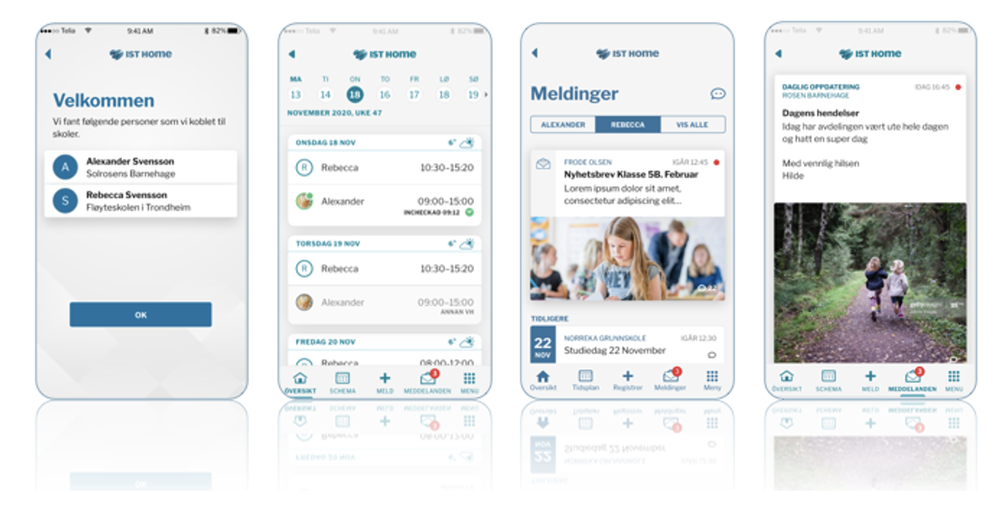 Telia 9:41 AM 82%
IST Home
Velkommen
Vi fant følgende personer som vi koblet til
skoler.
A Alexander Svensson
Solrosens Barnehage
S Rebecca Svensson
Fløyteskolen i Trondheim
OK
Telia 9:41 AM 82%
IST Home
MA TI ON TO FR LØ SØ
13 14 18 16 17 18 19
NOVEMBER 2020, UKE 47
ONSDAG 18 NOV 6°
R Rebecca 10:30–15:20
Alexander 09:00–15:00
INCHECKAD 09:12
TORSDAG 19 NOV 6°
R Rebecca 10:30–15:20
Alexander 09:00–15:00
ANNAN VH
FREDAG 20 NOV 6°
R Rebecca 08:00–12:00
3
ÖVERSIKT SCHEMA MELD MEDDELANDEN MENU
IST Home
Meldinger
ALEXANDER REBECCA VIS ALLE
FRODE OLSEN IGÅR 12:45
Nyhetsbrev Klasse 5B. Februar
Lorem ipsum dolor sit amet,
consectetur adipiscing elit...
22
TIDLIGERE
22 NORREKA GRUNNSKOLE IGÅR 12:30
NOV Studiedag 22 November
3
Oversikt Tidsplan Registrer Meldinger Meny
Telia 9:41 AM 82%
IST Home
DAGLIG OPPDATERING IDAG 16:45
ROSEN BARNEHAGE
Dagens hendelser
Idag har avdelingen vært ute hele dagen
og hatt en super dag
Med vennlig hilsen
Hilde
3
ÖVERSIKT SCHEMA MELD MEDDELANDEN MENU